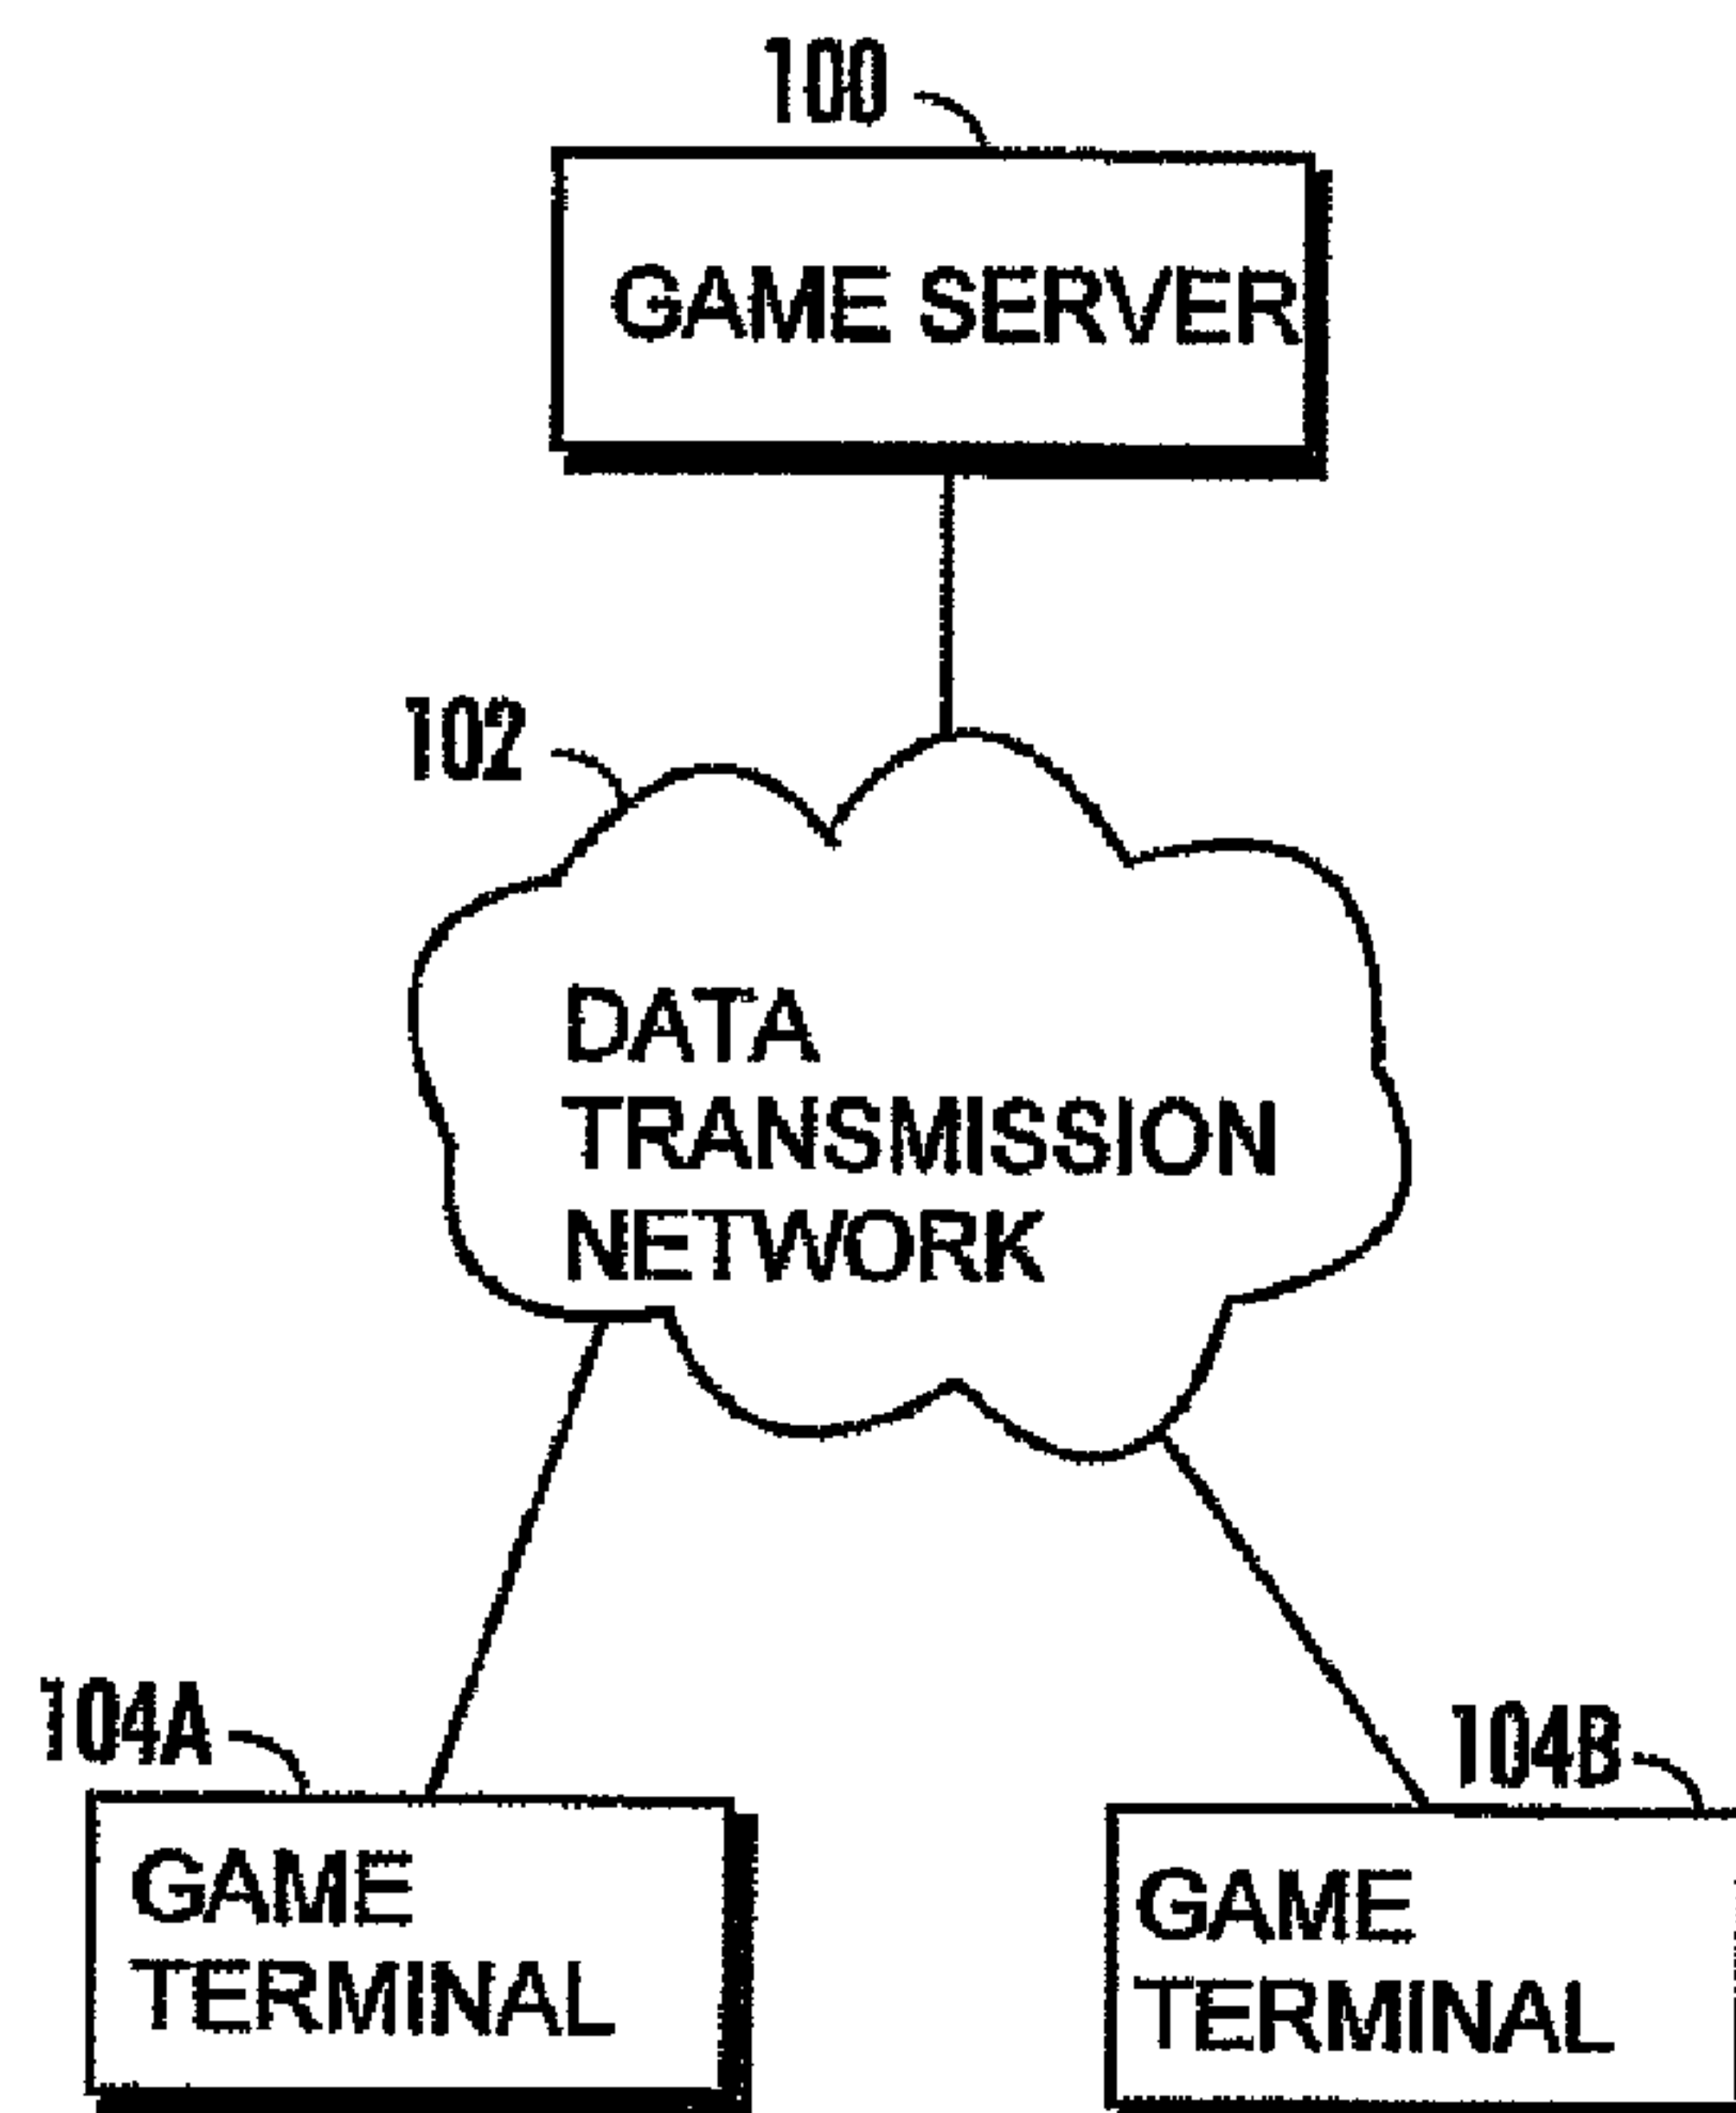 100
GAME SERVER
102
DATA
TRANSMISSION
NETWORK
104A
104B
GAME
TERMINAL
GAME
TERMINAL